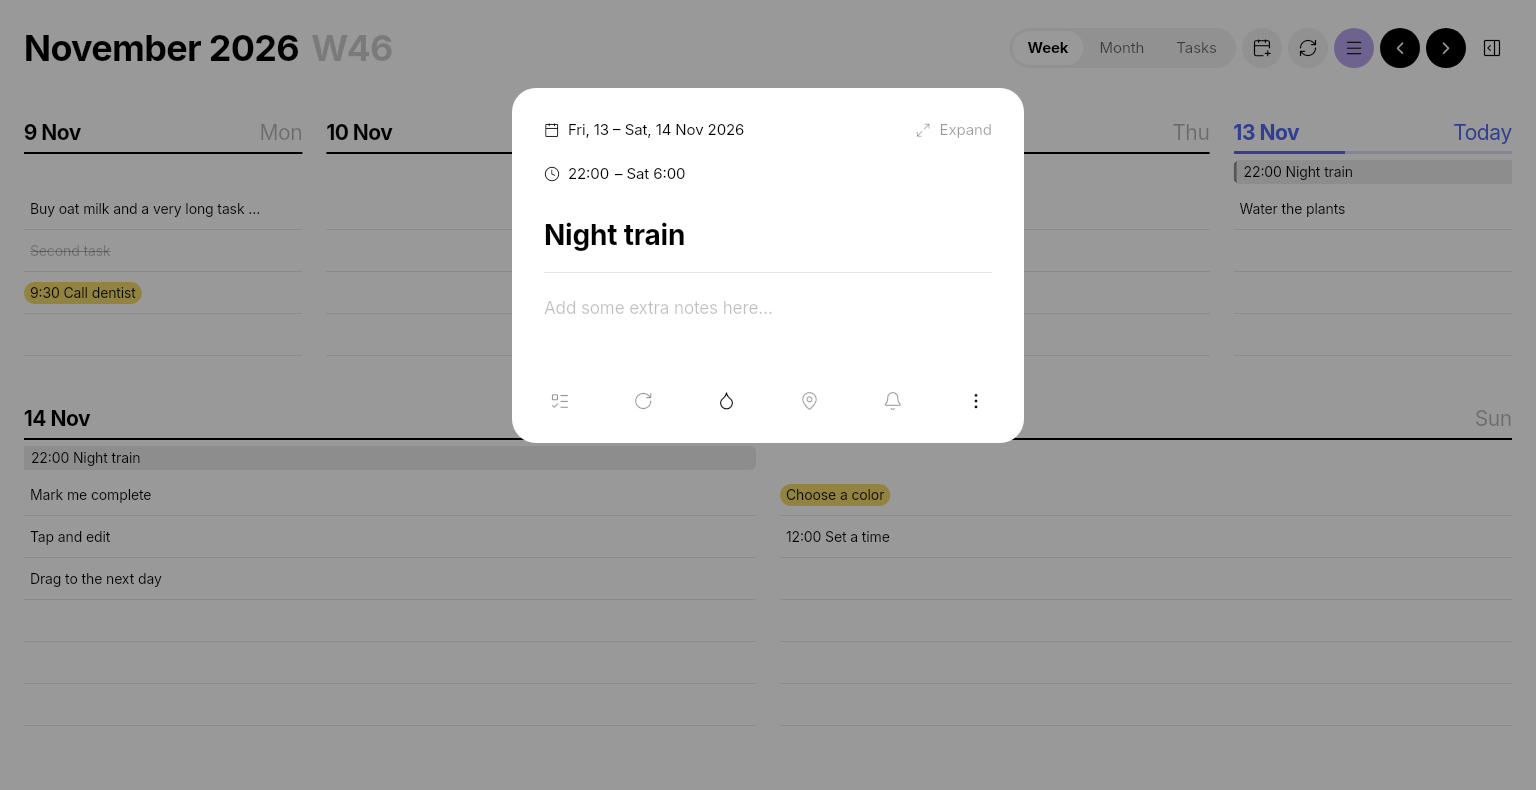 November 2026 W46
Week Month Tasks
9 Nov Mon
10 Nov
Thu
13 Nov Today
Fri, 13 – Sat, 14 Nov 2026
Expand
22:00 – Sat 6:00
Night train
Add some extra notes here...
22:00 Night train
Buy oat milk and a very long task ...
Water the plants
Second task
9:30 Call dentist
14 Nov
Sun
22:00 Night train
Mark me complete
Choose a color
Tap and edit
12:00 Set a time
Drag to the next day